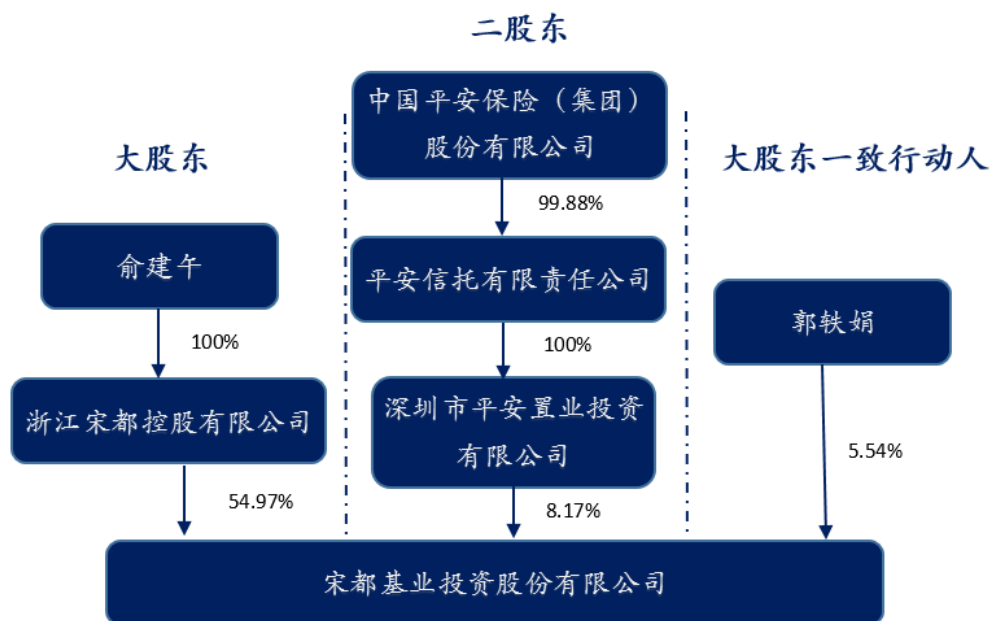 二股东
中国平安保险（集团）
股份有限公司
大股东
大股东一致行动人
99.88%
俞建午
平安信托有限责任公司
郭轶娟
100%
100%
浙江宋都控股有限公司
深圳市平安置业投资
有限公司
5.54%
54.97%
8.17%
宋都基业投资股份有限公司